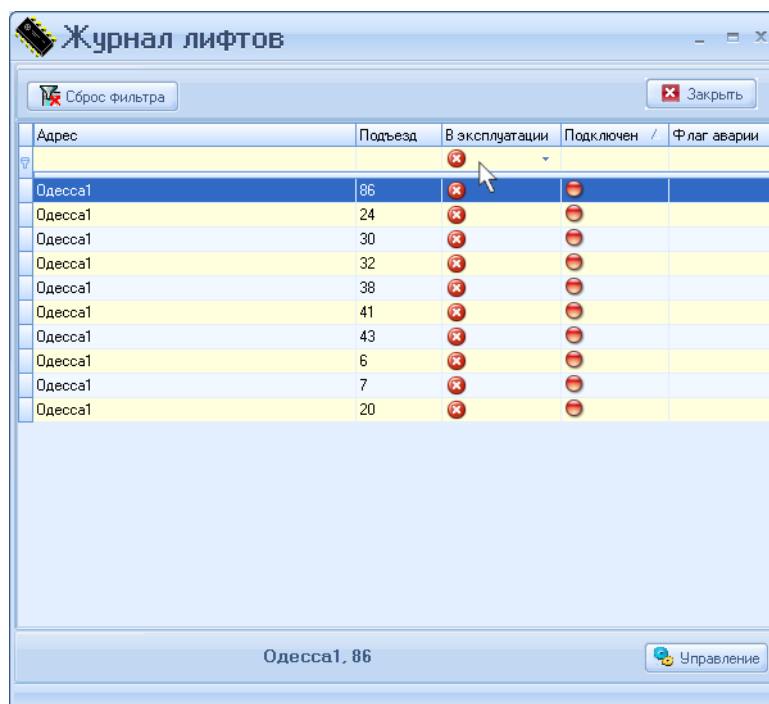 Журнал лифтов
Сброс фильтра Закрыть
Адрес Подъезд В эксплуатации Подключен Флаг аварии
Одесса1 86
Одесса1 24
Одесса1 30
Одесса1 32
Одесса1 38
Одесса1 41
Одесса1 43
Одесса1 6
Одесса1 7
Одесса1 20
Одесса1, 86
Управление